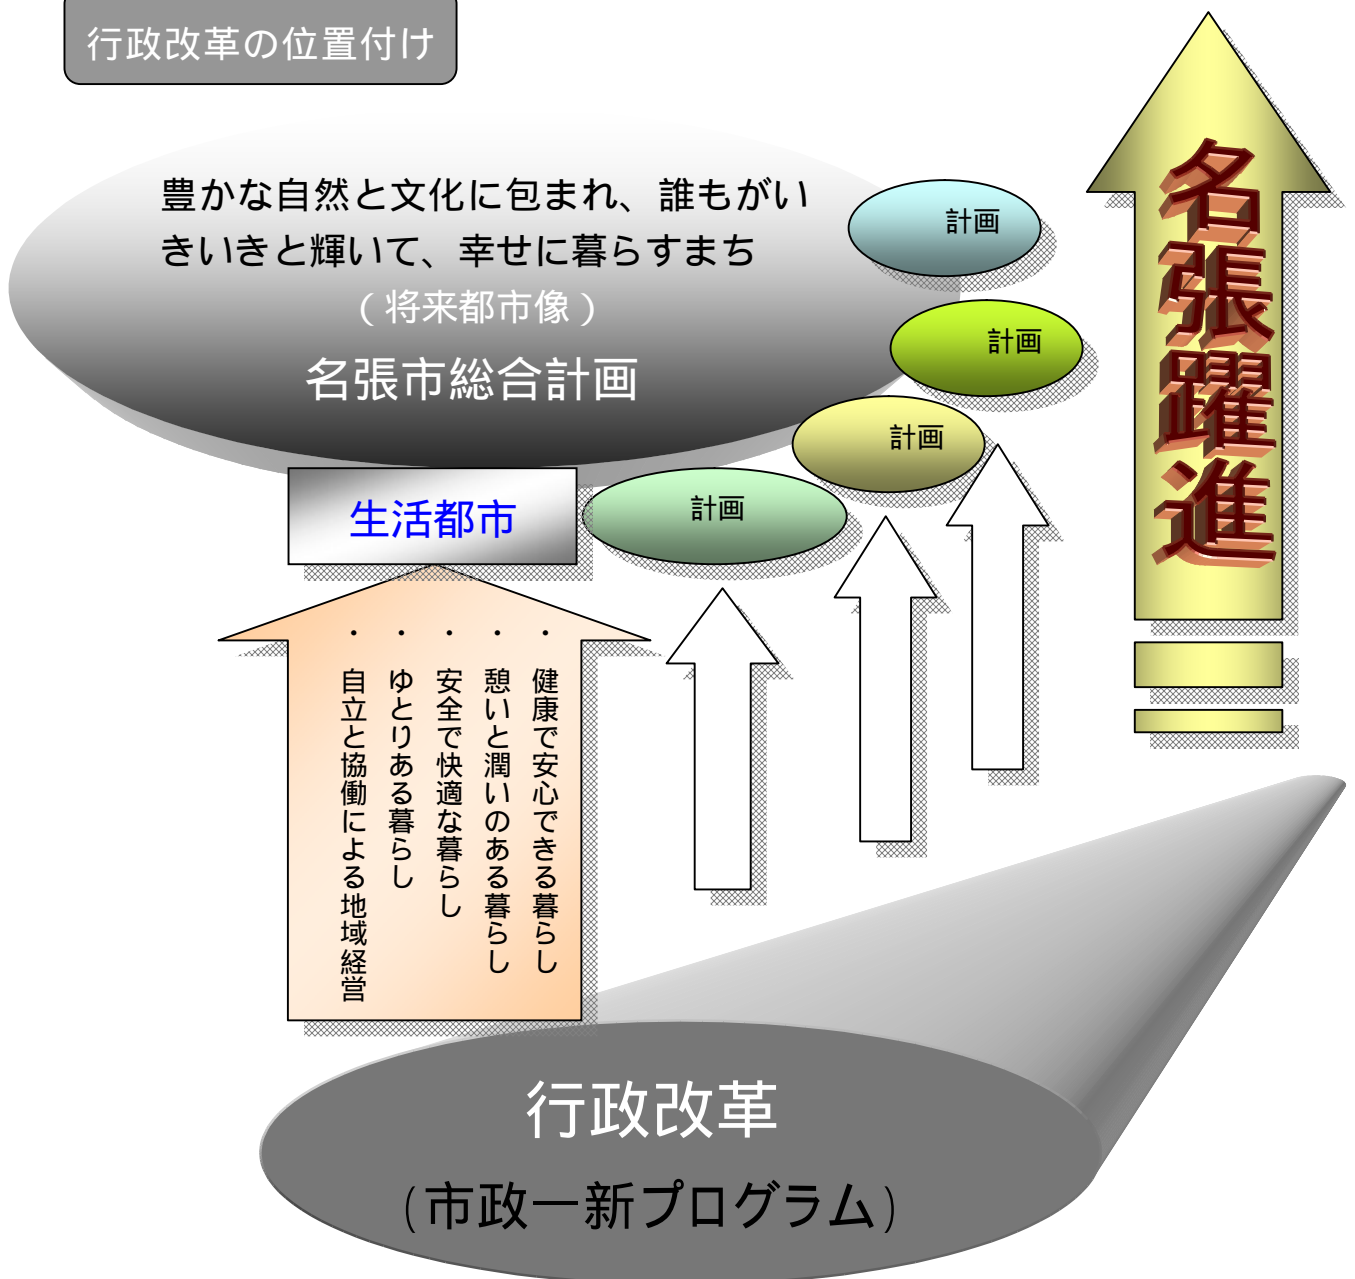 行政改革の位置付け
豊かな自然と文化に包まれ、誰もがい
きいきと輝いて、幸せに暮らすまち
（将来都市像）
名張市総合計画
計画
計画
計画
計画
生活都市
・健康で安心できる暮らし
・憩いと潤いのある暮らし
・安全で快適な暮らし
・ゆとりある暮らし
・自立と協働による地域経営
名張躍進
行政改革
(市政一新プログラム)